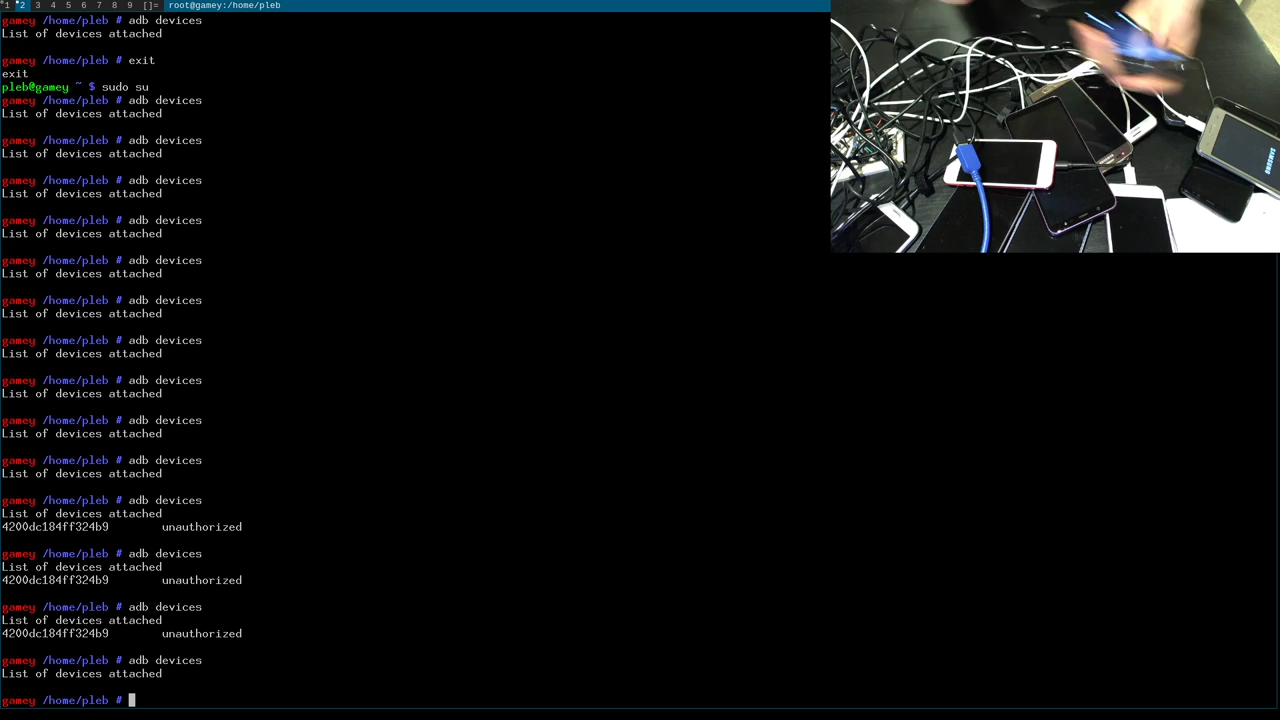 1 2 3 4 5 6 7 8 9 []= root@gamey:/home/pleb
gamey /home/pleb # adb devices
List of devices attached
gamey /home/pleb # exit
exit
pleb@gamey ~ $ sudo su
gamey /home/pleb # adb devices
List of devices attached
gamey /home/pleb # adb devices
List of devices attached
gamey /home/pleb # adb devices
List of devices attached
gamey /home/pleb # adb devices
List of devices attached
gamey /home/pleb # adb devices
List of devices attached
gamey /home/pleb # adb devices
List of devices attached
gamey /home/pleb # adb devices
List of devices attached
gamey /home/pleb # adb devices
List of devices attached
gamey /home/pleb # adb devices
List of devices attached
gamey /home/pleb # adb devices
List of devices attached
gamey /home/pleb # adb devices
List of devices attached
4200dc184ff324b9 unauthorized
gamey /home/pleb # adb devices
List of devices attached
4200dc184ff324b9 unauthorized
gamey /home/pleb # adb devices
List of devices attached
4200dc184ff324b9 unauthorized
gamey /home/pleb # adb devices
List of devices attached
gamey /home/pleb #
SAMSUNG